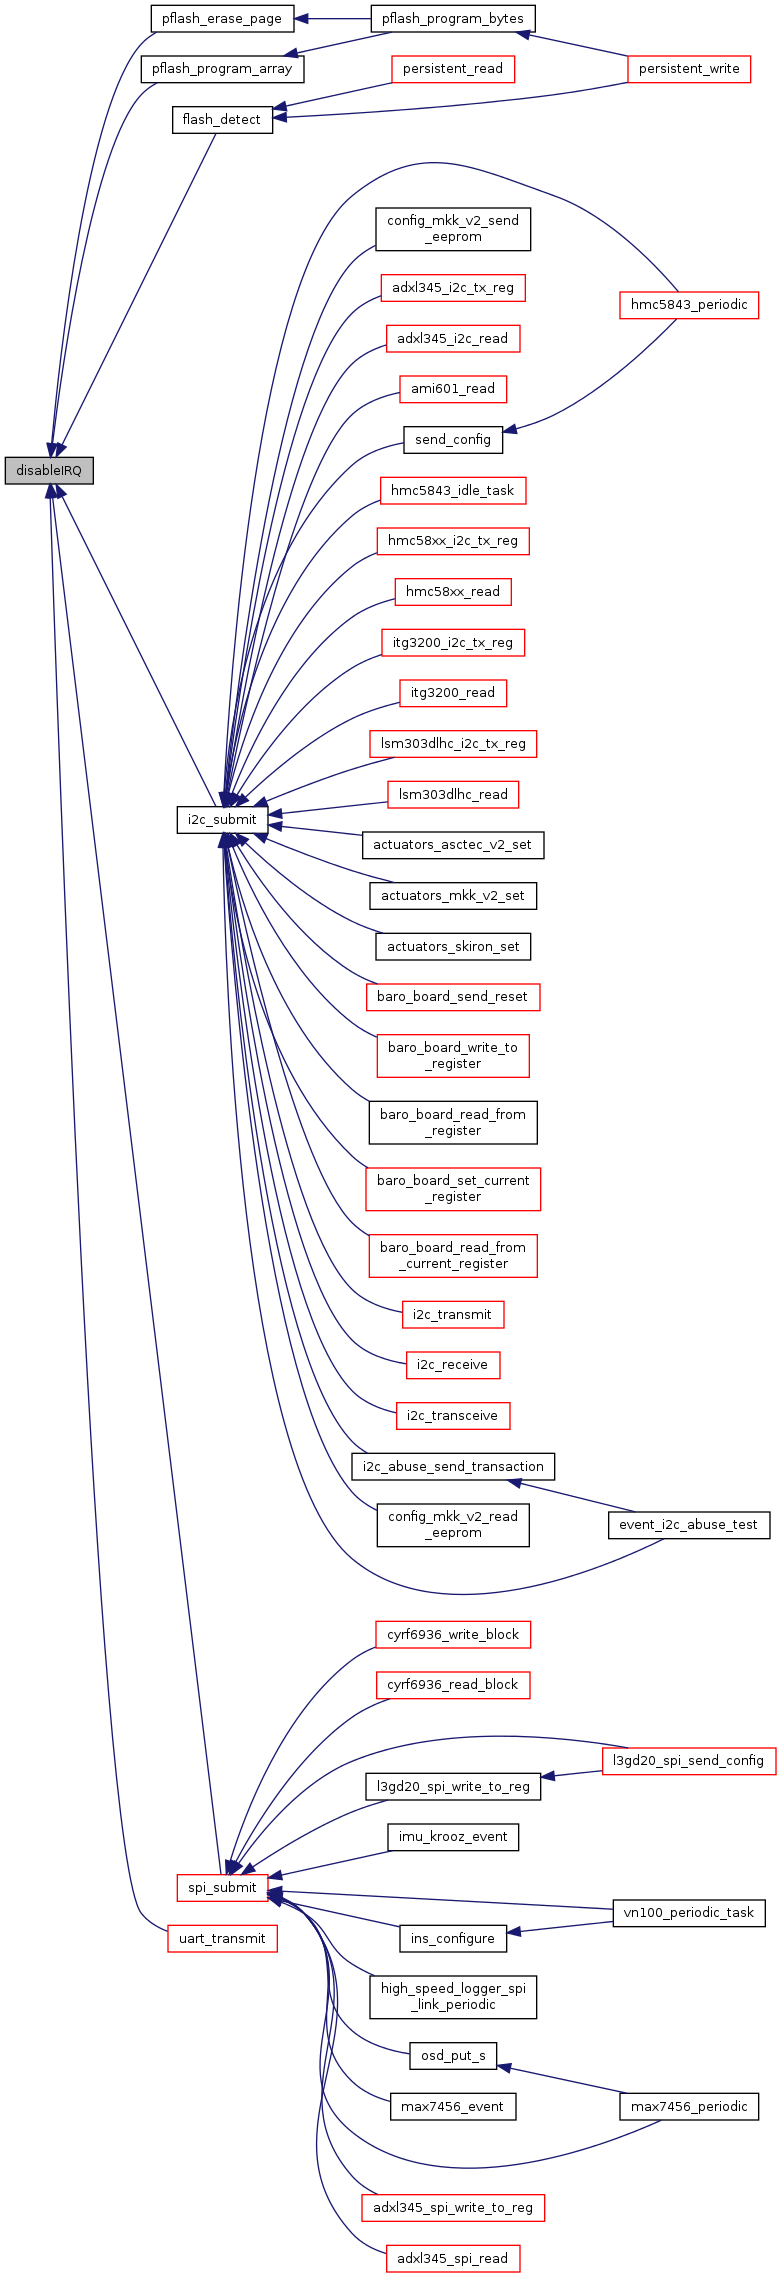 pflash_erase_page
pflash_program_bytes
pflash_program_array
persistent_read
persistent_write
flash_detect
config_mkk_v2_send
_eeprom
adxl345_i2c_tx_reg
hmc5843_periodic
adxl345_i2c_read
ami601_read
send_config
disableIRQ
hmc5843_idle_task
hmc58xx_i2c_tx_reg
hmc58xx_read
itg3200_i2c_tx_reg
itg3200_read
lsm303dlhc_i2c_tx_reg
lsm303dlhc_read
i2c_submit
actuators_asctec_v2_set
actuators_mkk_v2_set
actuators_skiron_set
baro_board_send_reset
baro_board_write_to
_register
baro_board_read_from
_register
baro_board_set_current
_register
baro_board_read_from
_current_register
i2c_transmit
i2c_receive
i2c_transceive
i2c_abuse_send_transaction
config_mkk_v2_read
_eeprom
event_i2c_abuse_test
cyrf6936_write_block
cyrf6936_read_block
l3gd20_spi_send_config
l3gd20_spi_write_to_reg
imu_krooz_event
spi_submit
vn100_periodic_task
uart_transmit
ins_configure
high_speed_logger_spi
_link_periodic
osd_put_s
max7456_event
max7456_periodic
adxl345_spi_write_to_reg
adxl345_spi_read